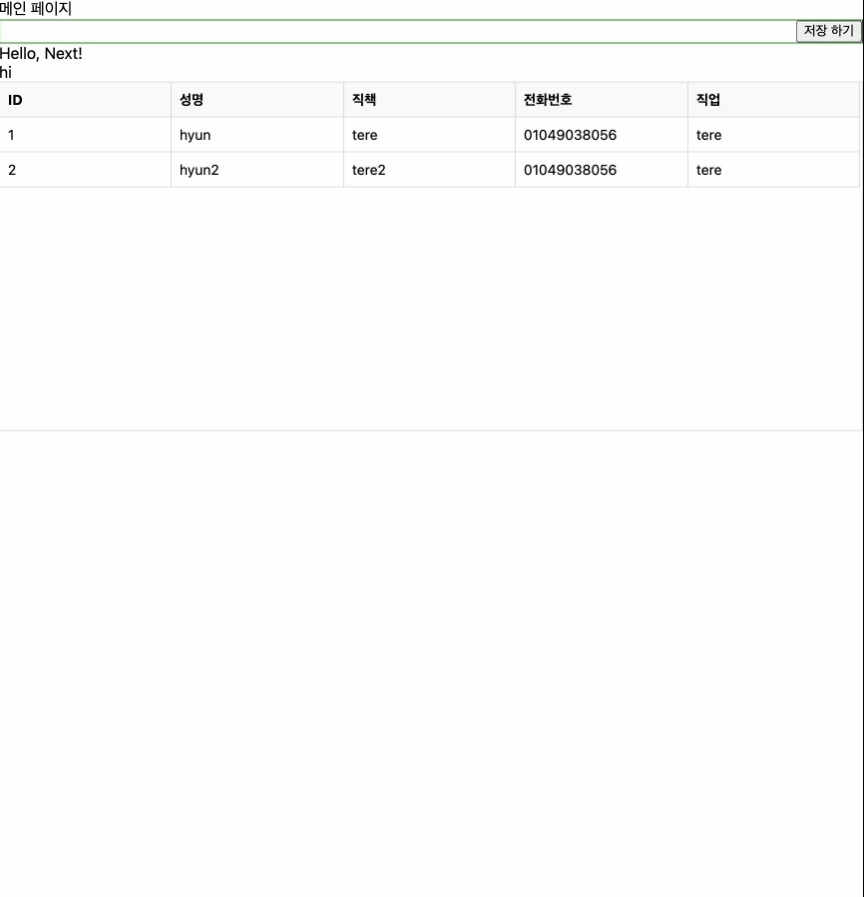 메인 페이지
저장 하기
Hello, Next!
hi
ID 성명 직책 전화번호 직업
1 hyun tere 01049038056 tere
2 hyun2 tere2 01049038056 tere